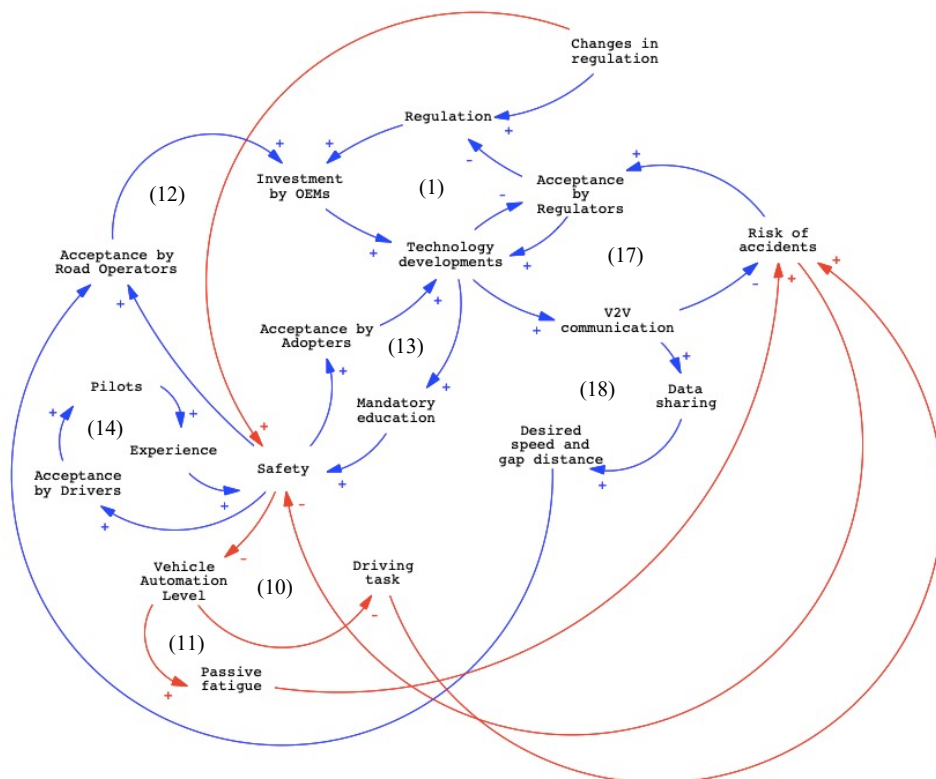 Changes in
regulation
Regulation
+
+
+
+
-
+
Investment
by OEMs
(12)
(1)
-
Acceptance
by
Regulators
Risk of
accidents
Acceptance by
Road Operators
+
Technology
developments
+
+
(17)
+
+
-
+
+
V2V
communication
+
Acceptance by
Adopters
(13)
+
+
Pilots
+
+
(14)
Mandatory
education
+
(18)
Data
sharing
Experience
+
Desired
speed and
gap distance
Acceptance
by Drivers
Safety
+
+
+
-
+
-
Vehicle
Automation
Level
(10)
Driving
task
-
(11)
Passive
fatigue
+